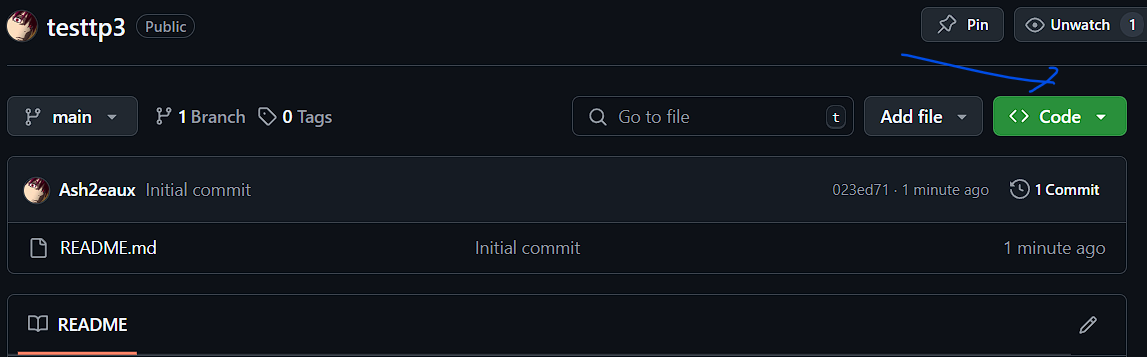 testtp3 Public Pin Unwatch 1
main 1 Branch 0 Tags Go to file t Add file <> Code
Ash2eaux Initial commit 023ed71 · 1 minute ago 1 Commit
README.md Initial commit 1 minute ago
README